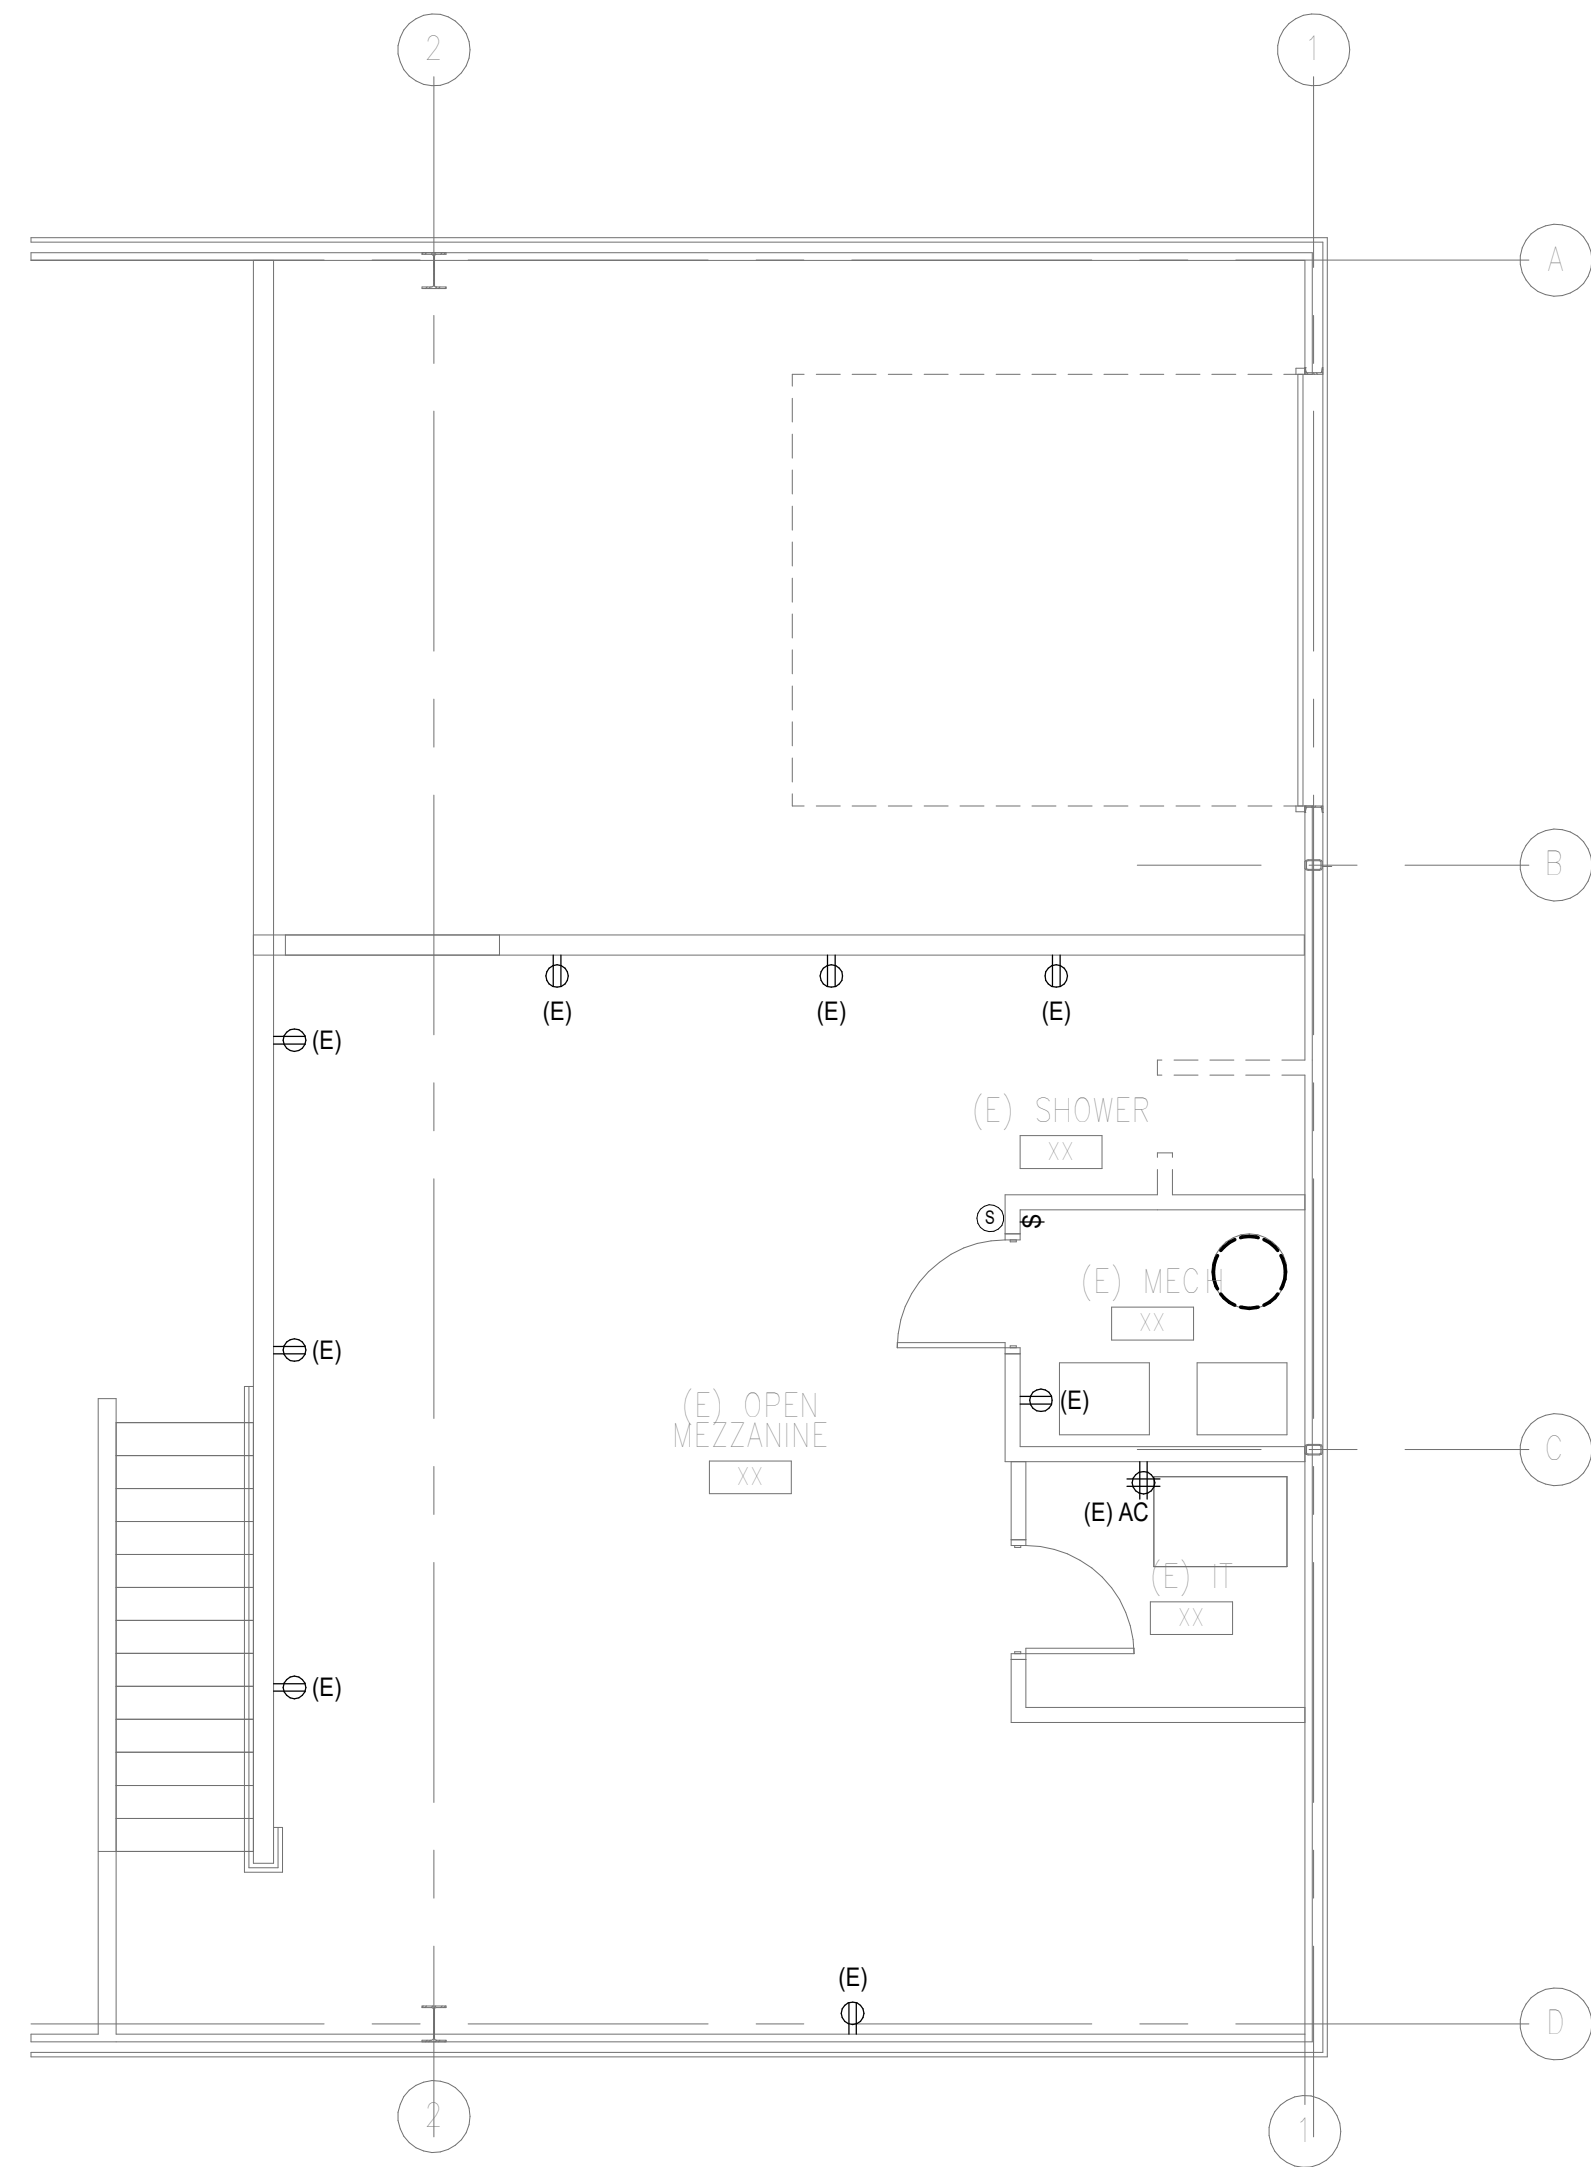 2
1
A
B
(E)
(E)
(E)
(E)
(E) SHOWER
XX
S
$
(E) MECH
XX
(E)
(E)
(E) OPEN
MEZZANINE
XX
C
(E) AC
(E) IT
XX
(E)
(E)
D
2
1